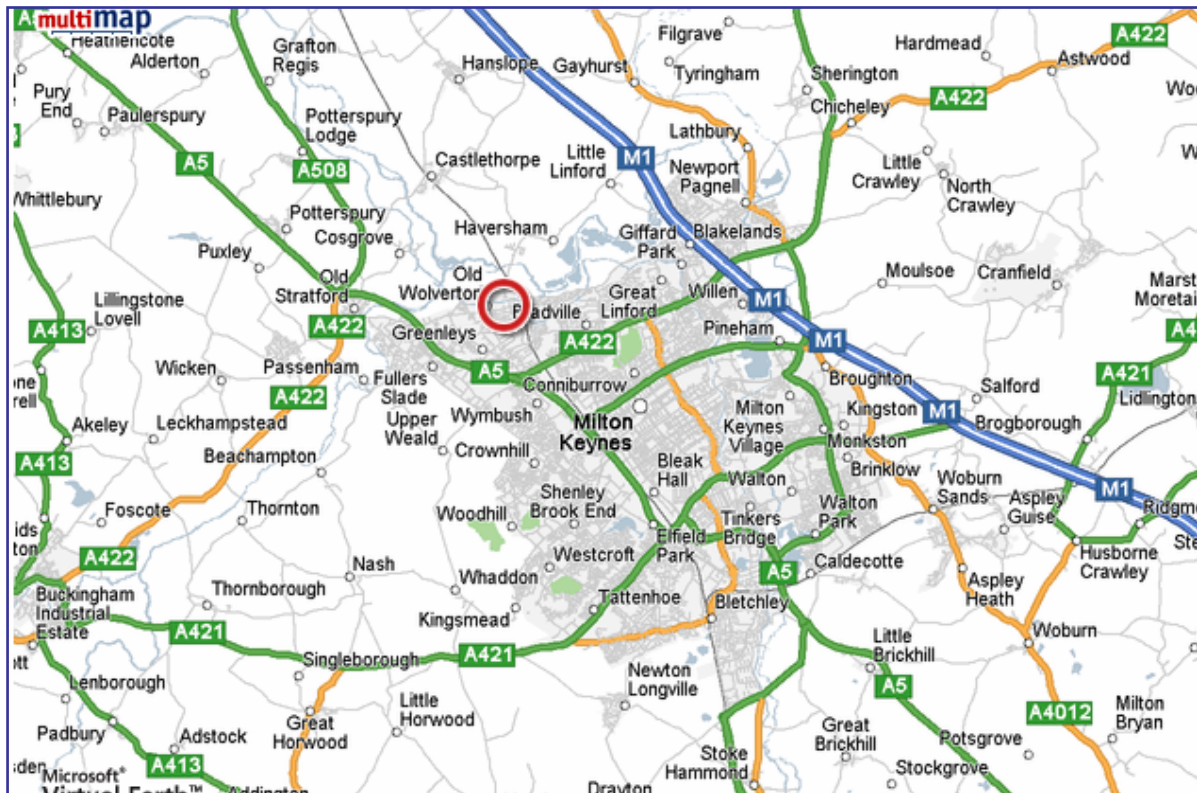 multimap
Heathencote
Alderton
Grafton
Regis
Hanslope
Gayhurst
Filgrave
Tyringham
Hardmead
A422
Astwood
Sherington
Chicheley
A422
Pury
End
Paulerspury
Potterspury
Lodge
Lathbury
A5
A508
Castlethorpe
Little
Linford
M1
Newport
Pagnell
Little
Crawley
North
Crawley
Whittlebury
Potterspury
Cosgrove
Haversham
Giffard
Park
Blakelands
Puxley
Old
Stratford
Old
Wolverton
Moulsoe
Cranfield
Lillingstone
Lovell
A413
A422
Greenleys
Great
Linford
Willen
M1
Pineham
M1
A422
Passenham
Wicken
A422
Fullers
Slade
A5
Conniburrow
Broughton
Salford
A421
Lidlington
Akeley
Leckhampstead
Upper
Weald
Wymbush
Milton
Keynes
Milton
Keynes
Village
Kingston
M1
Brogborough
A413
Beachampton
Crownhill
Monkston
Brinklow
Bleak
Hall
Walton
Woburn
Sands
Aspley
Guise
M1
Foscote
Thornton
Woodhill
Shenley
Brook End
Tinkers
Bridge
Walton
Park
A422
Nash
Westcroft
Elfield
Park
Caldecotte
Husborne
Crawley
Whaddon
A5
Aspley
Heath
Buckingham
Industrial
Estate
Thornborough
Kingsmead
Tattenhoe
Bletchley
A421
Singleborough
A421
Little
Brickhill
Woburn
Lenborough
Newton
Longville
A5
Padbury
Adstock
Great
Horwood
Little
Horwood
A4012
Milton
Bryan
Great
Brickhill
Potsgrove
A413
Stoke
Hammond
Stockgrove
Microsoft®
Virtual Earth™
Addington
Drayton